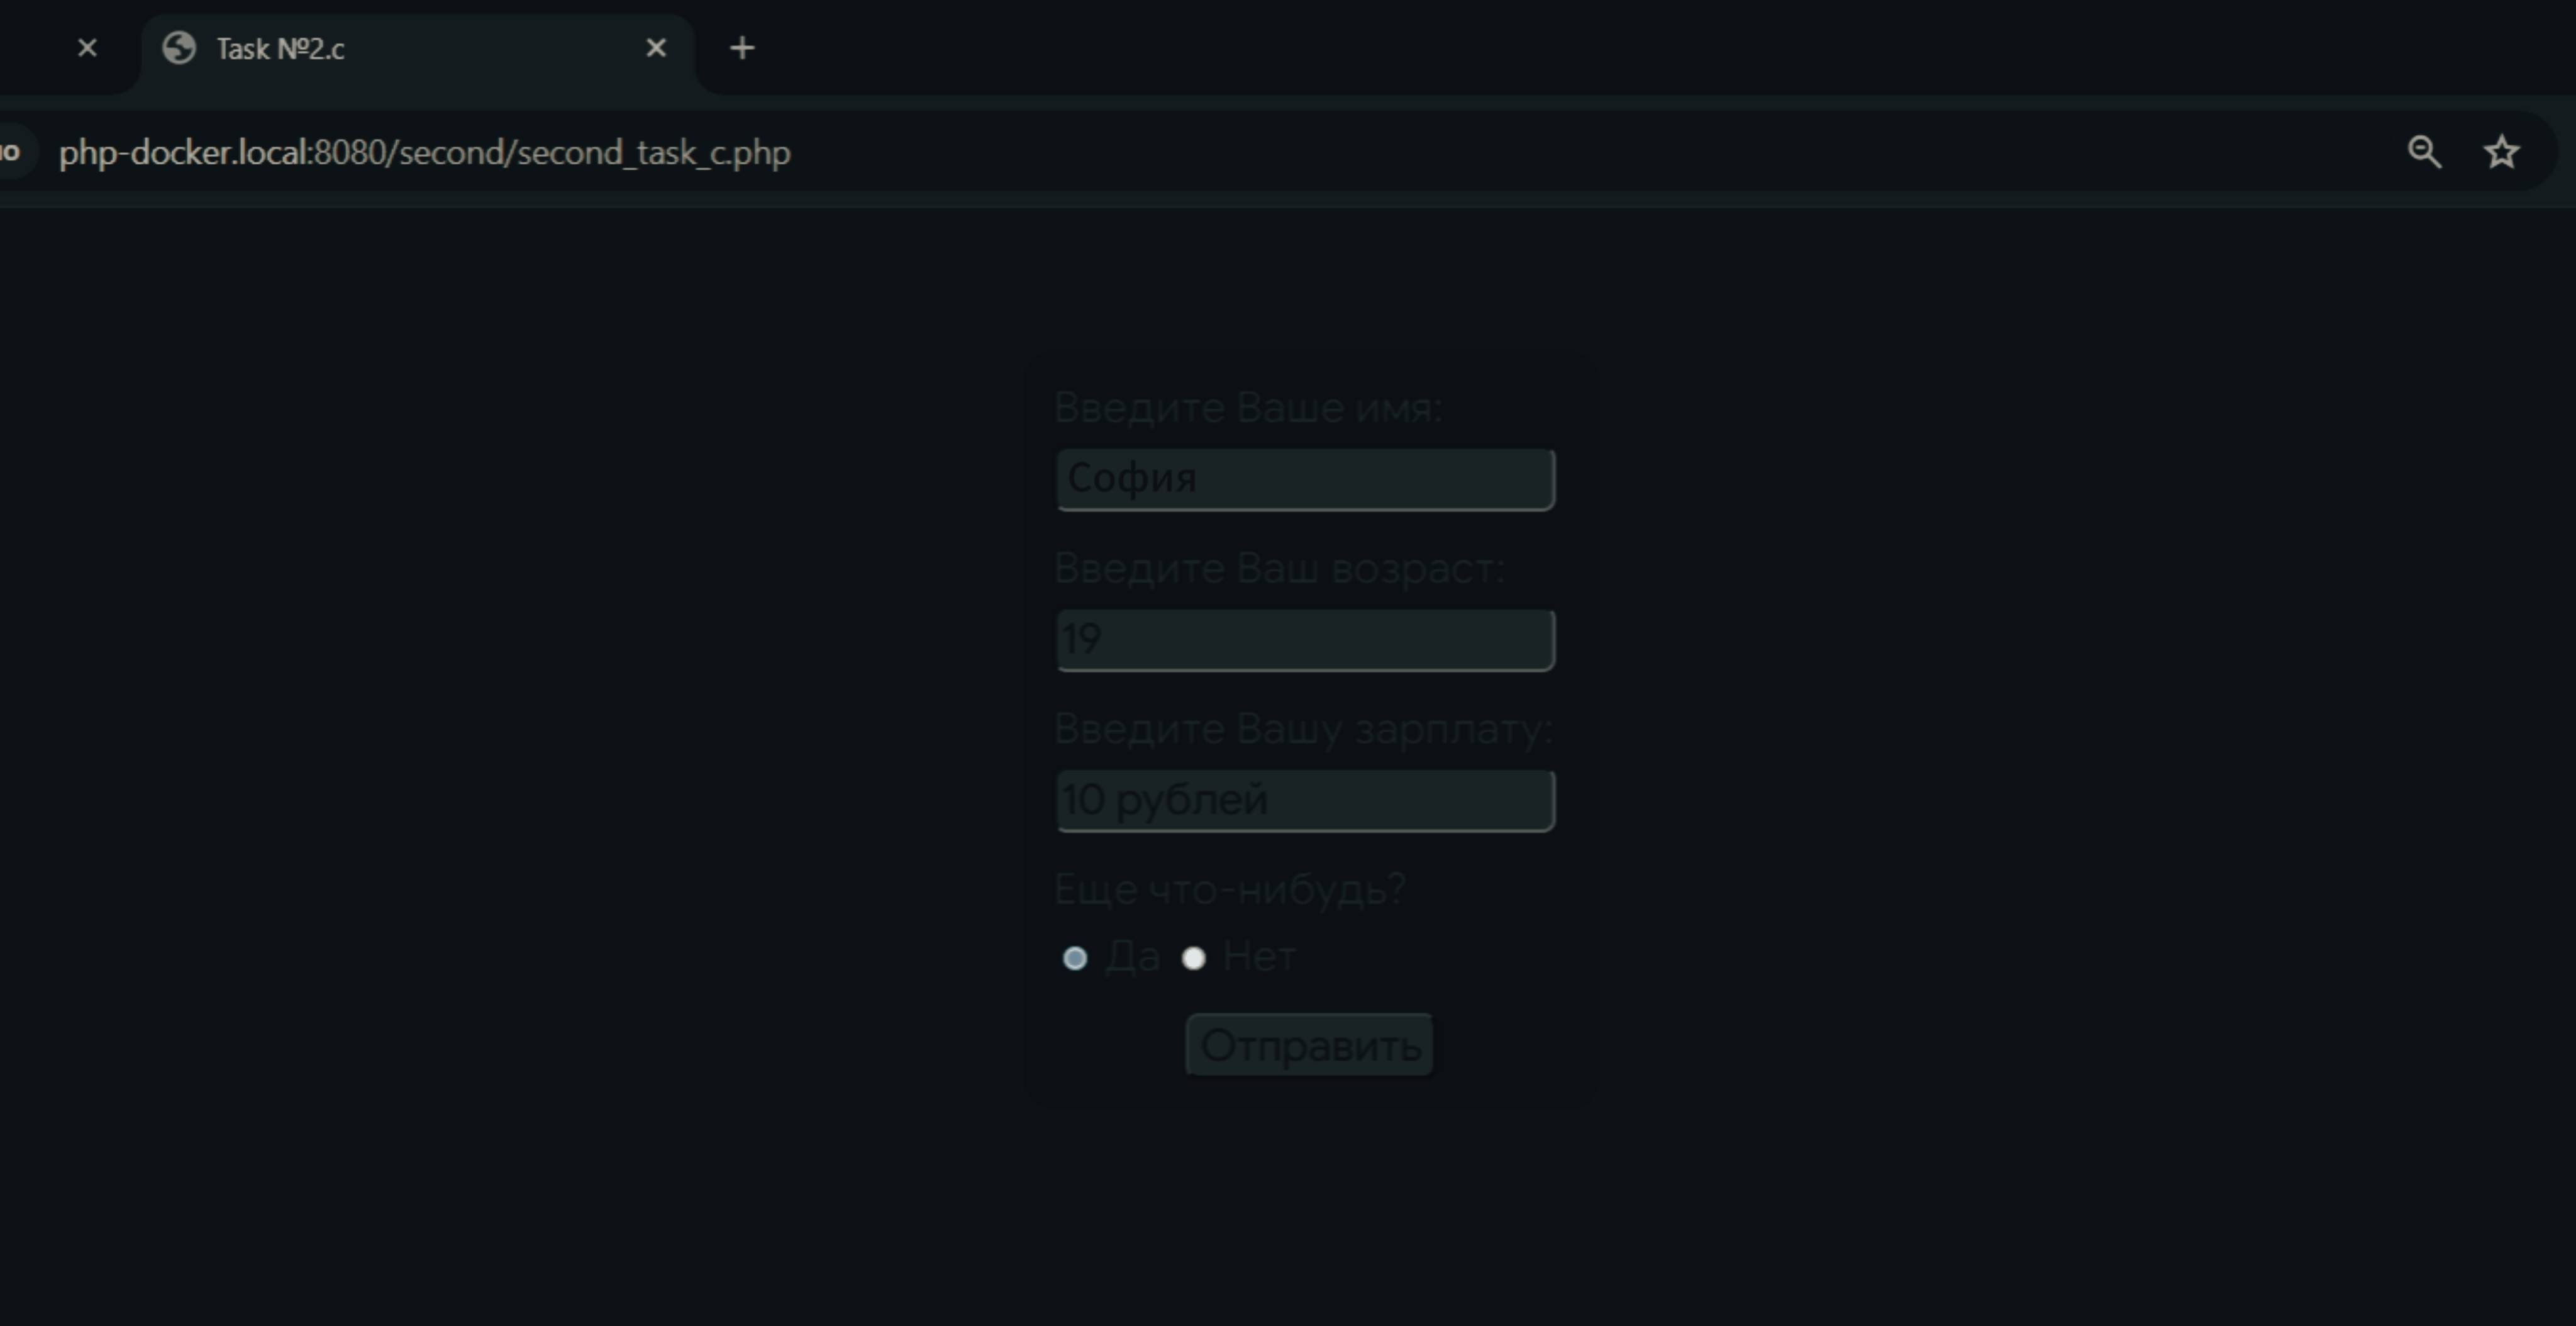 Task №2.c
php-docker.local:8080/second/second_task_c.php
Введите Ваше имя:
София
Введите Ваш возраст:
19
Введите Вашу зарплату:
10 рублей
Еще что-нибудь?
Да Нет
Отправить